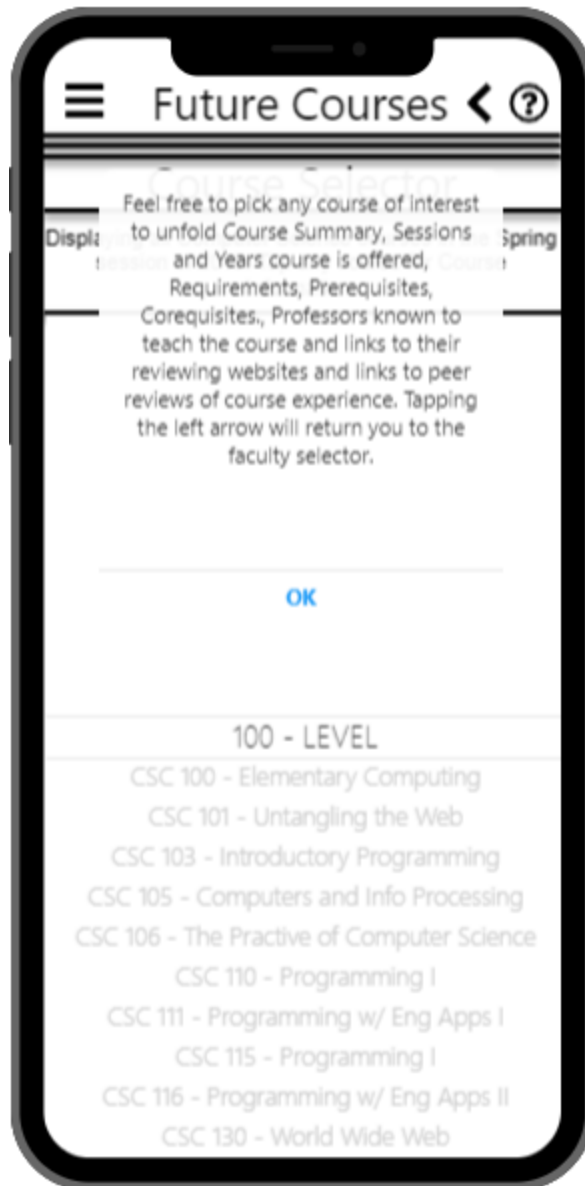 Future Courses
Course Selector
Feel free to pick any course of interest
to unfold Course Summary, Sessions
and Years course is offered,
Requirements, Prerequisites,
Corequisites., Professors known to
teach the course and links to their
reviewing websites and links to peer
reviews of course experience. Tapping
the left arrow will return you to the
faculty selector.
Spring
OK
100 - LEVEL
CSC 100 - Elementary Computing
CSC 101 - Untangling the Web
CSC 103 - Introductory Programming
CSC 105 - Computers and Info Processing
CSC 106 - The Practive of Computer Science
CSC 110 - Programming I
CSC 111 - Programming w/ Eng Apps I
CSC 115 - Programming I
CSC 116 - Programming w/ Eng Apps II
CSC 130 - World Wide Web